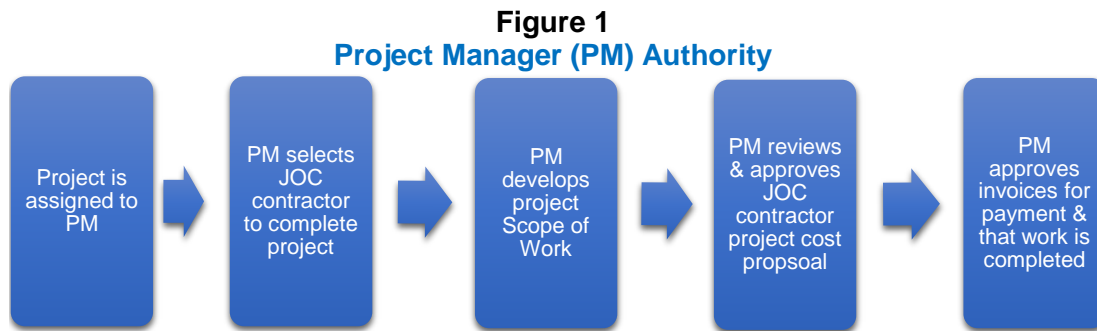 Figure 1
Project Manager (PM) Authority
Project is
assigned to
PM
PM selects
JOC
contractor
to complete
project
PM
develops
project
Scope of
Work
PM reviews
& approves
JOC
contractor
project cost
propsoal
PM
approves
invoices for
payment &
that work is
completed